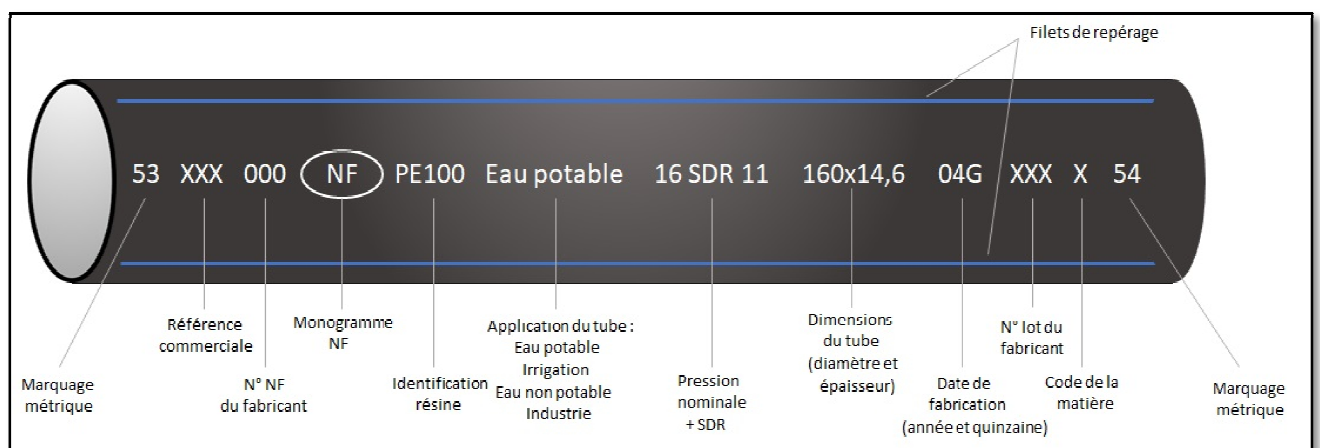 Filets de repérage
53 XXX 000 NF PE100 Eau potable 16 SDR 11 160x14,6 04G XXX X 54
Marquage
métrique
Référence
commerciale
N° NF
du fabricant
Monogramme
NF
Identification
résine
Application du tube :
Eau potable
Irrigation
Eau non potable
Industrie
Pression
nominale
+ SDR
Dimensions
du tube
(diamètre et
épaisseur)
Date de
fabrication
(année et quinzaine)
N° lot du
fabricant
Code de la
matière
Marquage
métrique